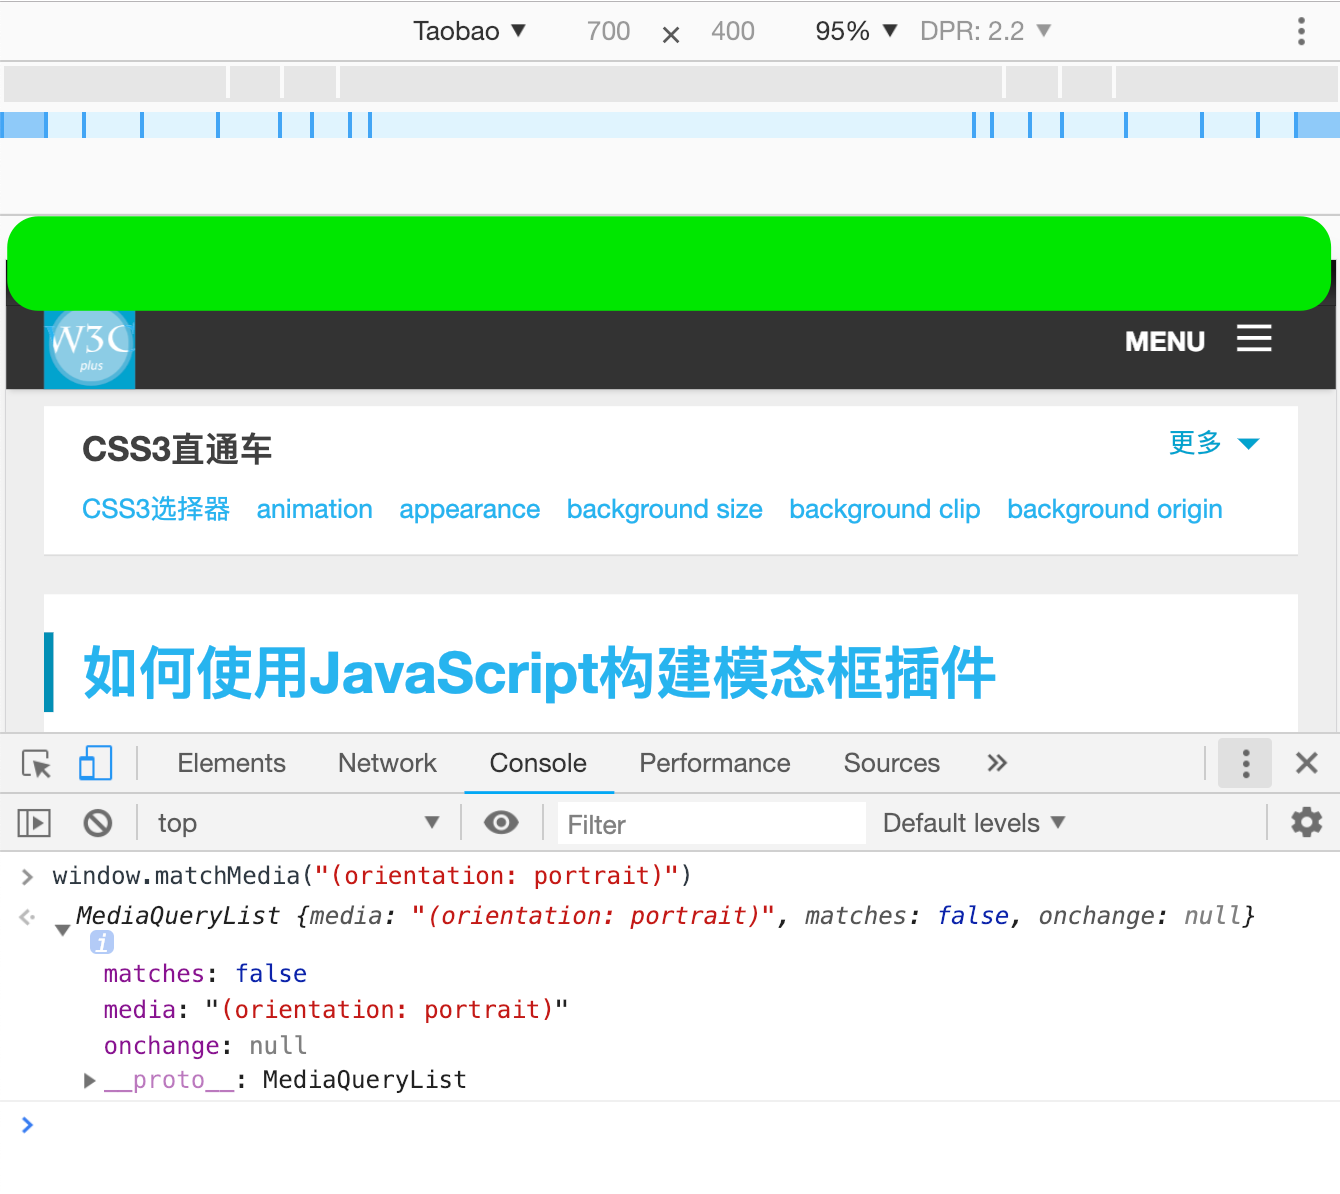 Taobao ▼ 700 × 400 95% ▼ DPR: 2.2 ▼
W3C
plus
MENU
CSS3直通车
更多
CSS3选择器 animation appearance background size background clip background origin
如何使用JavaScript构建模态框插件
Elements Network Console Performance Sources »
top ▼ Filter Default levels ▼
> window.matchMedia("(orientation: portrait)")
MediaQueryList {media: "(orientation: portrait)", matches: false, onchange: null}
i
matches: false
media: "(orientation: portrait)"
onchange: null
__proto__: MediaQueryList
>